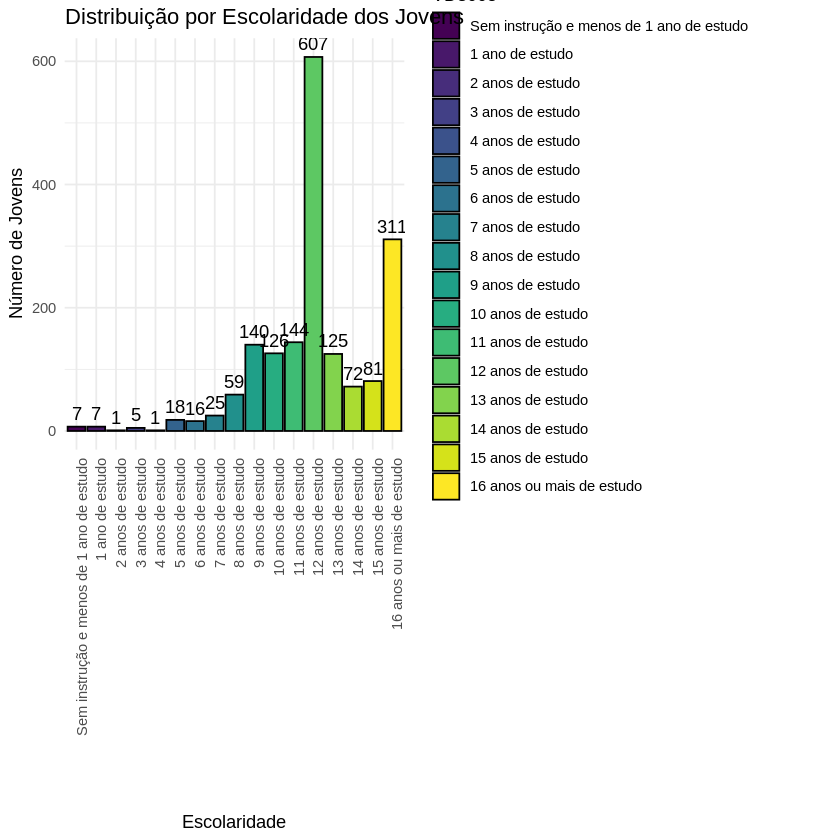 Distribuição por Escolaridade dos Jovens
Número de Jovens
600
400
200
0
7
7
1
5
1
18
16
25
59
140
126
144
607
125
72
81
311
Sem instrução e menos de 1 ano de estudo
1 ano de estudo
2 anos de estudo
3 anos de estudo
4 anos de estudo
5 anos de estudo
6 anos de estudo
7 anos de estudo
8 anos de estudo
9 anos de estudo
10 anos de estudo
11 anos de estudo
12 anos de estudo
13 anos de estudo
14 anos de estudo
15 anos de estudo
16 anos ou mais de estudo
Escolaridade
Sem instrução e menos de 1 ano de estudo
1 ano de estudo
2 anos de estudo
3 anos de estudo
4 anos de estudo
5 anos de estudo
6 anos de estudo
7 anos de estudo
8 anos de estudo
9 anos de estudo
10 anos de estudo
11 anos de estudo
12 anos de estudo
13 anos de estudo
14 anos de estudo
15 anos de estudo
16 anos ou mais de estudo